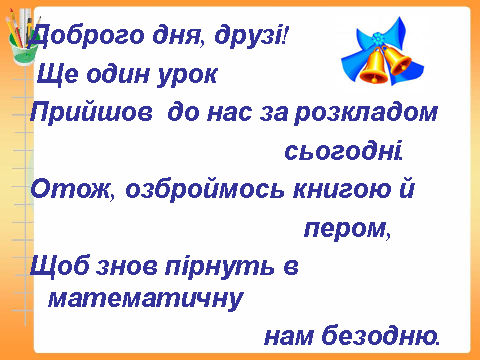 Доброго дня, друзі!
Ще один урок
Прийшов до нас за розкладом
сьогодні.
Отож, озброймось книгою й
пером,
Щоб знов пірнуть в
математичну
нам безодню.